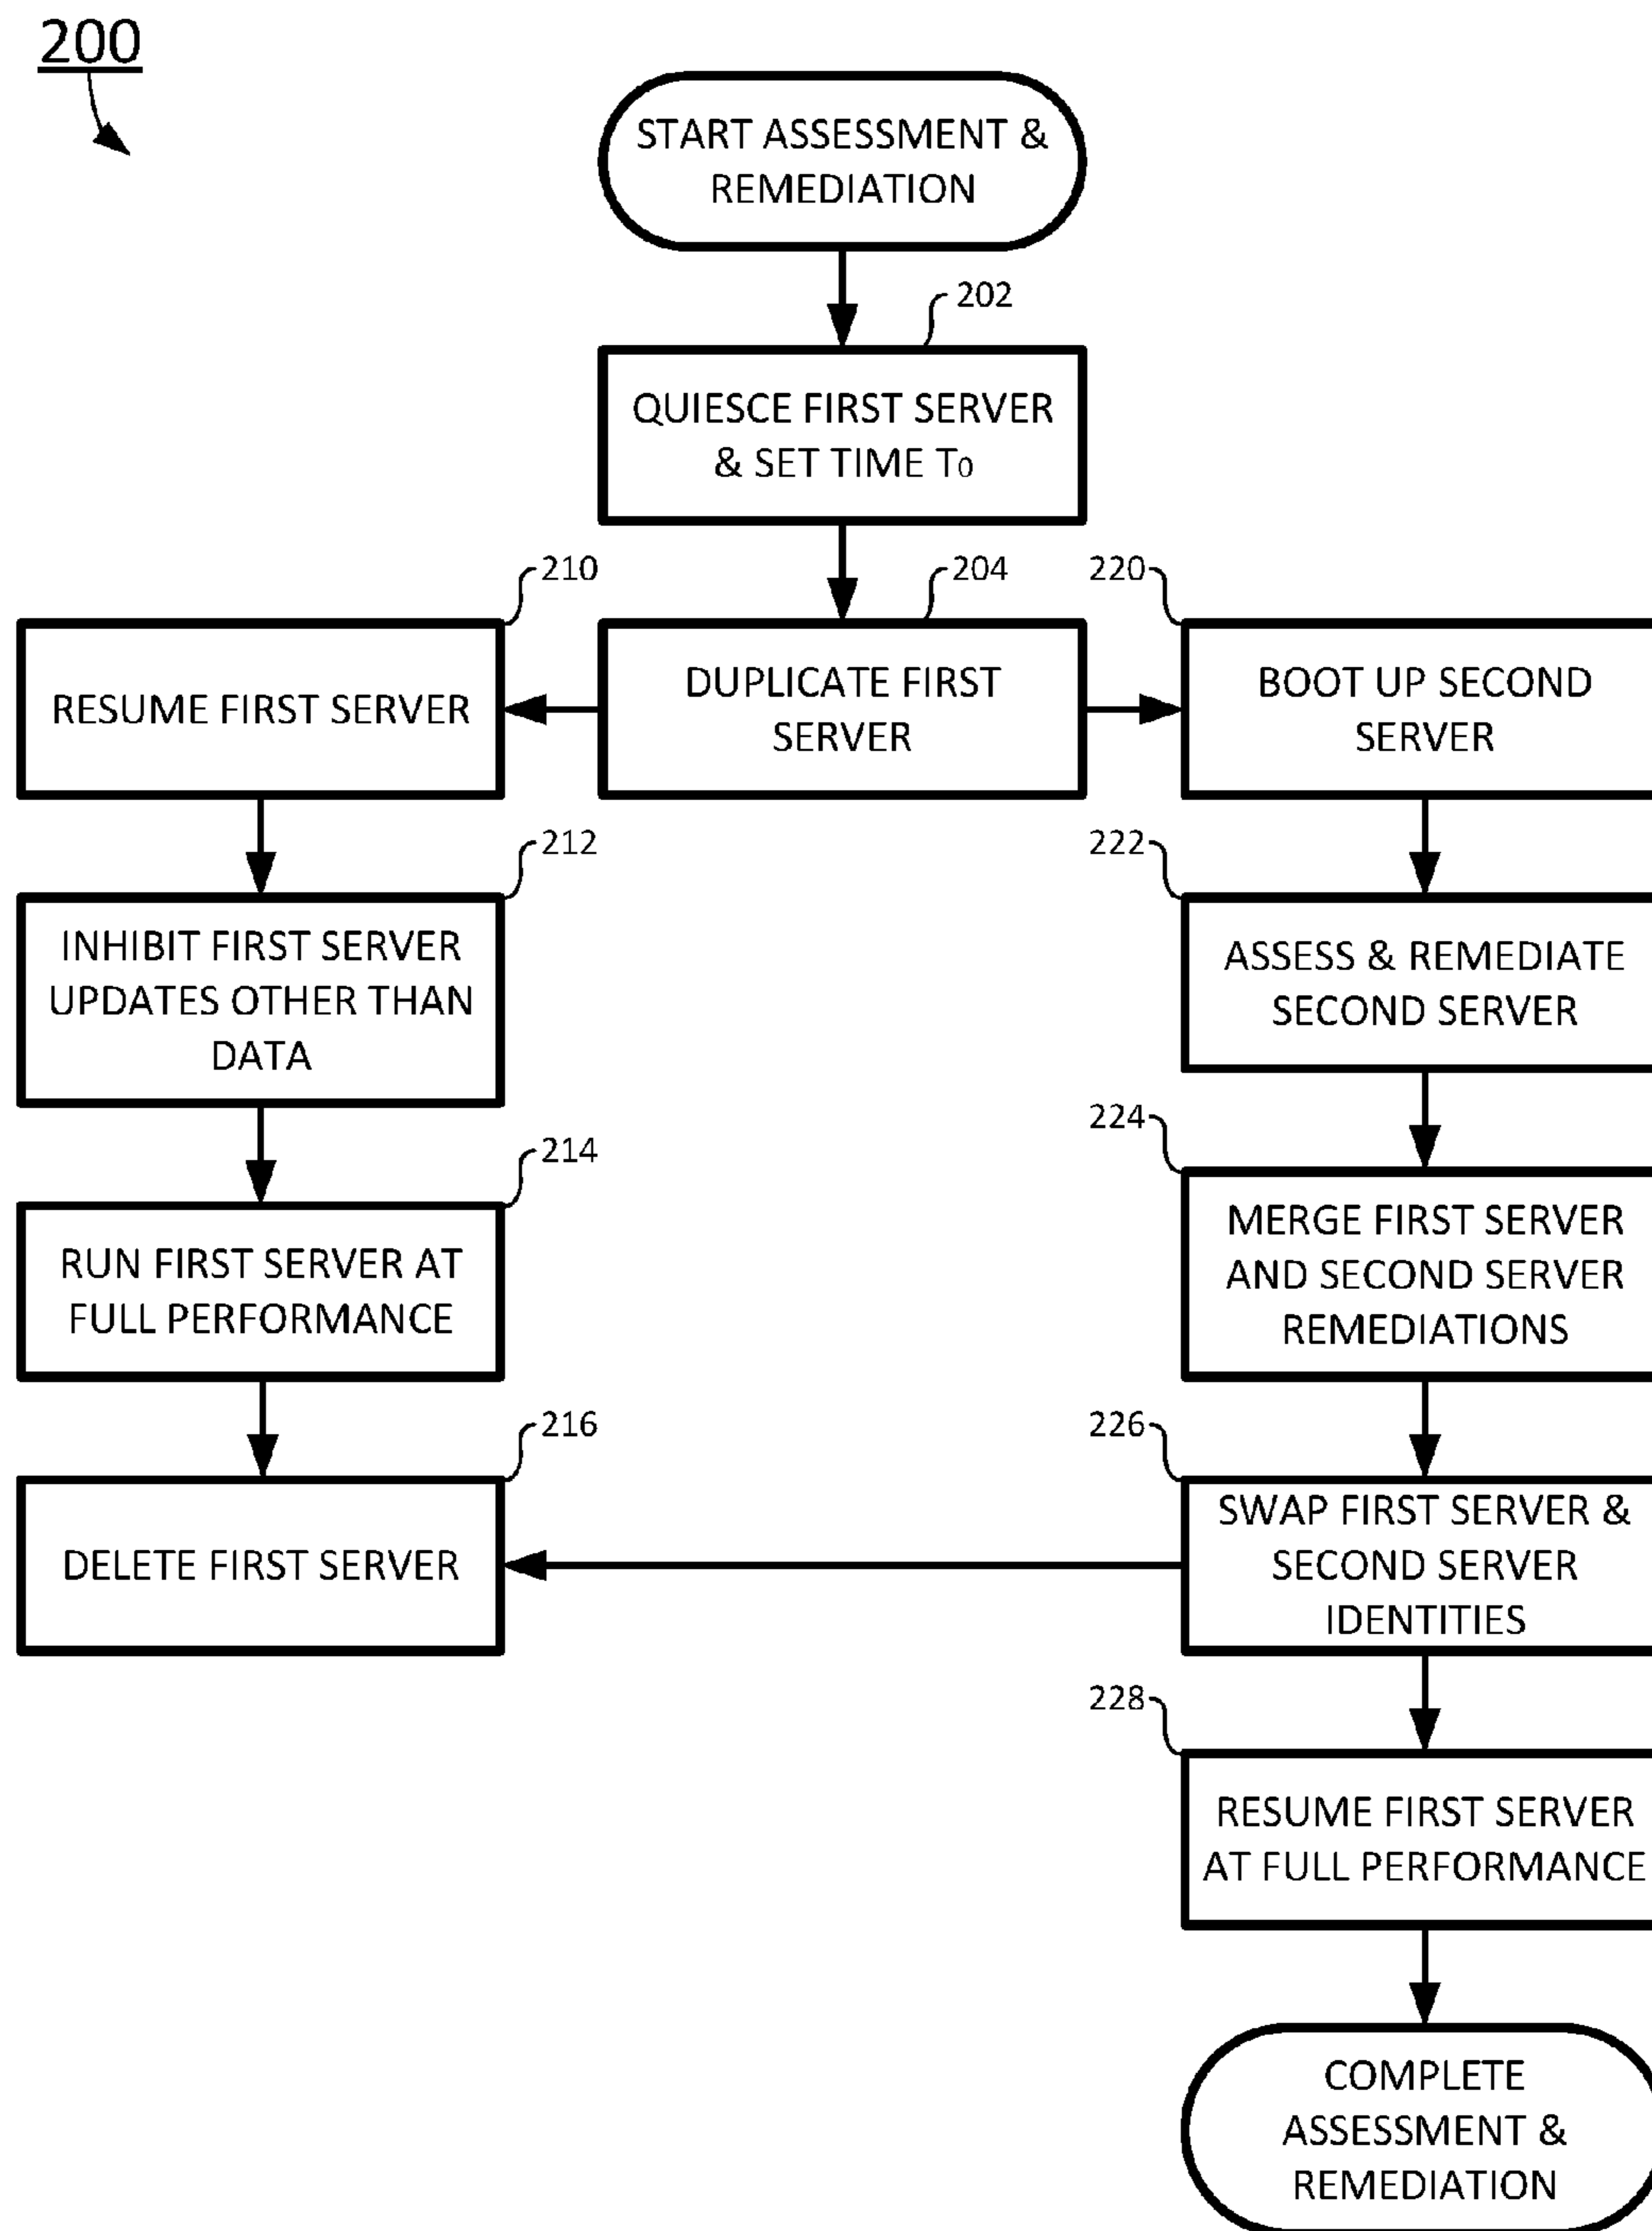 200
START ASSESSMENT &
REMEDIATION
202
QUIESCE FIRST SERVER
& SET TIME T₀
210
204
220
RESUME FIRST SERVER
DUPLICATE FIRST
SERVER
BOOT UP SECOND
SERVER
212
INHIBIT FIRST SERVER
UPDATES OTHER THAN
DATA
222
ASSESS & REMEDIATE
SECOND SERVER
214
RUN FIRST SERVER AT
FULL PERFORMANCE
224
MERGE FIRST SERVER
AND SECOND SERVER
REMEDIATIONS
216
DELETE FIRST SERVER
226
SWAP FIRST SERVER &
SECOND SERVER
IDENTITIES
228
RESUME FIRST SERVER
AT FULL PERFORMANCE
COMPLETE
ASSESSMENT &
REMEDIATION